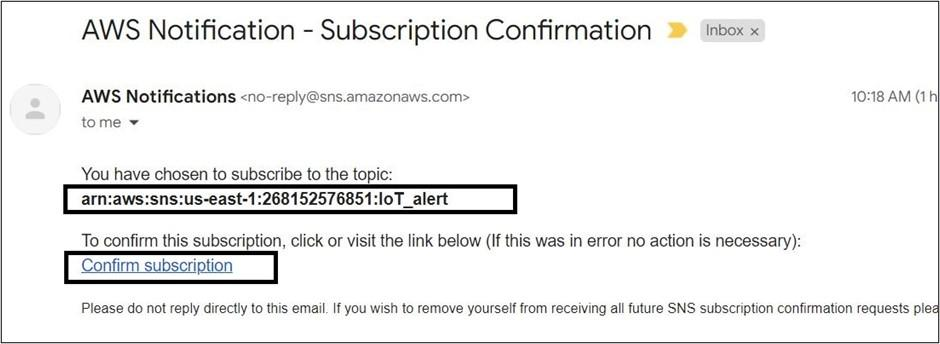 AWS Notification - Subscription Confirmation Inbox ×
AWS Notifications <no-reply@sns.amazonaws.com> 10:18 AM (1 h
to me
You have chosen to subscribe to the topic:
arn:aws:sns:us-east-1:268152576851:IoT_alert
To confirm this subscription, click or visit the link below (If this was in error no action is necessary):
Confirm subscription
Please do not reply directly to this email. If you wish to remove yourself from receiving all future SNS subscription confirmation requests plea